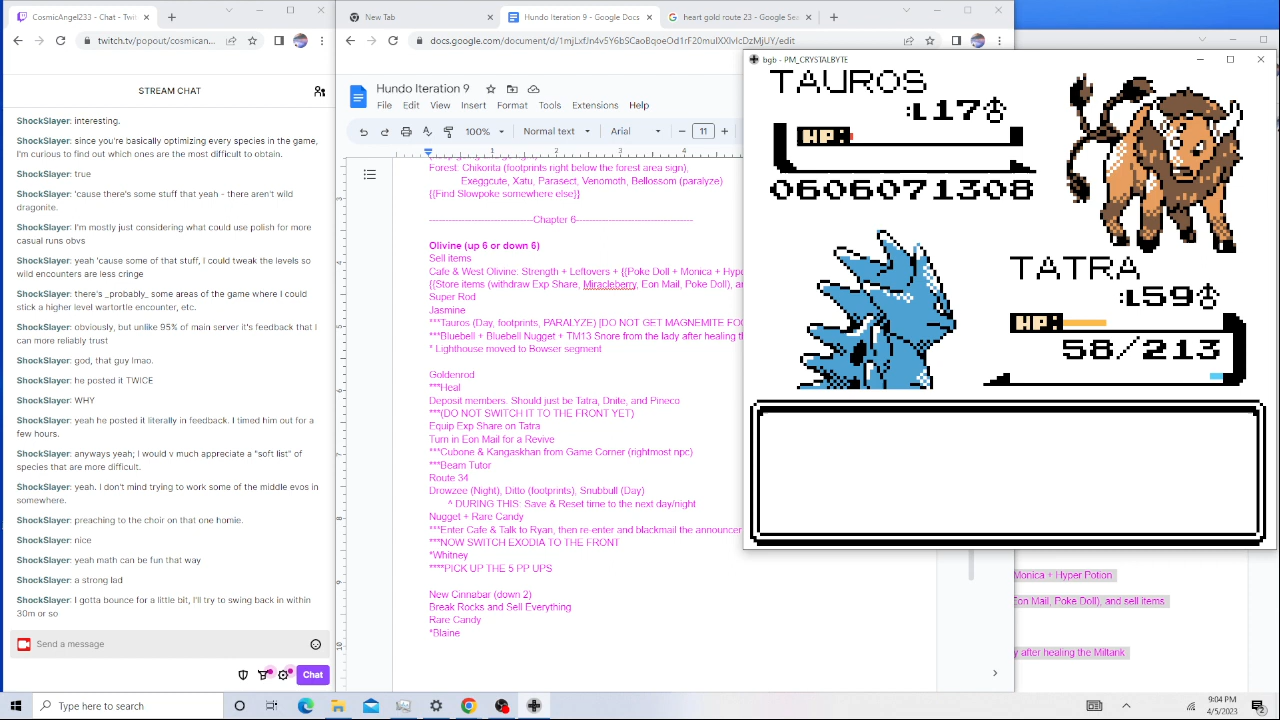 CosmicAngel233 - Chat - Twit
twitch.tv/popout/cosmican...
STREAM CHAT
ShockSlayer: interesting.
ShockSlayer: since you're basically optimizing every species in the game,
I'm curious to find out which ones are the most difficult to obtain.
ShockSlayer: true
ShockSlayer: 'cause there's some stuff that yeah - there aren't wild
dragonite.
ShockSlayer: I'm mostly just considering what could use polish for more
casual runs obvs
ShockSlayer: yeah 'cause some of that stuff, I could tweak the levels so
wild encounters are less cringe
ShockSlayer: there's _probably_ some areas of the game where I could
stick a higher level wartortle encounter, etc.
ShockSlayer: obviously, but unlike 95% of main server it's feedback that I
can more reliably trust
ShockSlayer: god, that guy lmao.
ShockSlayer: he posted it TWICE
ShockSlayer: WHY
ShockSlayer: yeah he posted it literally in feedback. I timed him out for a
few hours.
ShockSlayer: anyways yeah; I would v much appreciate a "soft list" of
species that are more difficult.
ShockSlayer: yeah. I don't mind trying to work some of the middle evos in
somewhere.
ShockSlayer: preaching to the choir on that one homie.
ShockSlayer: nice
ShockSlayer: yeah math can be fun that way
ShockSlayer: a strong lad
ShockSlayer: I gotta bounce for a little bit, I'll try to swing back in within
30m or so
Send a message
Chat
New Tab
Hundo Iteration 9 - Google Docs
heart gold route 23 - Google Sea
Hundo Iteration 9
File Edit View Insert Format Tools Extensions Help
100% Normal text Arial 11
1 2 3 4
Forest: Chikorita (footprints right below the forest area sign),
Exeggcute, Xatu, Parasect, Venomoth, Bellossom (paralyze)
{{Find Slowpoke somewhere else}}
Chapter 6
Olivine (up 6 or down 6)
Sell items
Cafe & West Olivine. Strength + Leftovers + {{Poke Doll + Monica + Hype
{{Store items (withdraw Exp Share, Miracleberry, Eon Mail, Poke Doll), an
Super Rod
Jasmine
***Tauros (Day, footprints, PARALYZE) [DO NOT GET MAGNEMITE FOO
***Bluebell + Bluebell Nugget + TM13 Snore from the lady after healing th
* Lighthouse moved to Bowser segment
Goldenrod
***Heal
Deposit members. Should just be Tatra, Dnite, and Pineco
***(DO NOT SWITCH IT TO THE FRONT YET)
Equip Exp Share on Tatra
Turn in Eon Mail for a Revive
***Cubone & Kangaskhan from Game Corner (rightmost npc)
***Beam Tutor
Route 34
Drowzee (Night), Ditto (footprints), Snubbull (Day)
^ DURING THIS: Save & Reset time to the next day/night
Nugget + Rare Candy
***Enter Cafe & Talk to Ryan, then re-enter and blackmail the announcer
***NOW SWITCH EXODIA TO THE FRONT
*Whitney
****PICK UP THE 5 PP UPS
New Cinnabar (down 2)
Break Rocks and Sell Everything
Rare Candy
*Blaine
Monica + Hyper Potion
Eon Mail, Poke Doll), and sell items
y after healing the Miltank
bgb - PM_CRYSTALBYTE
TAUROS
:L17♂
HP:
0606071308
TATRA
:L59♂
HP:
58/213
Type here to search
9:04 PM
4/5/2023